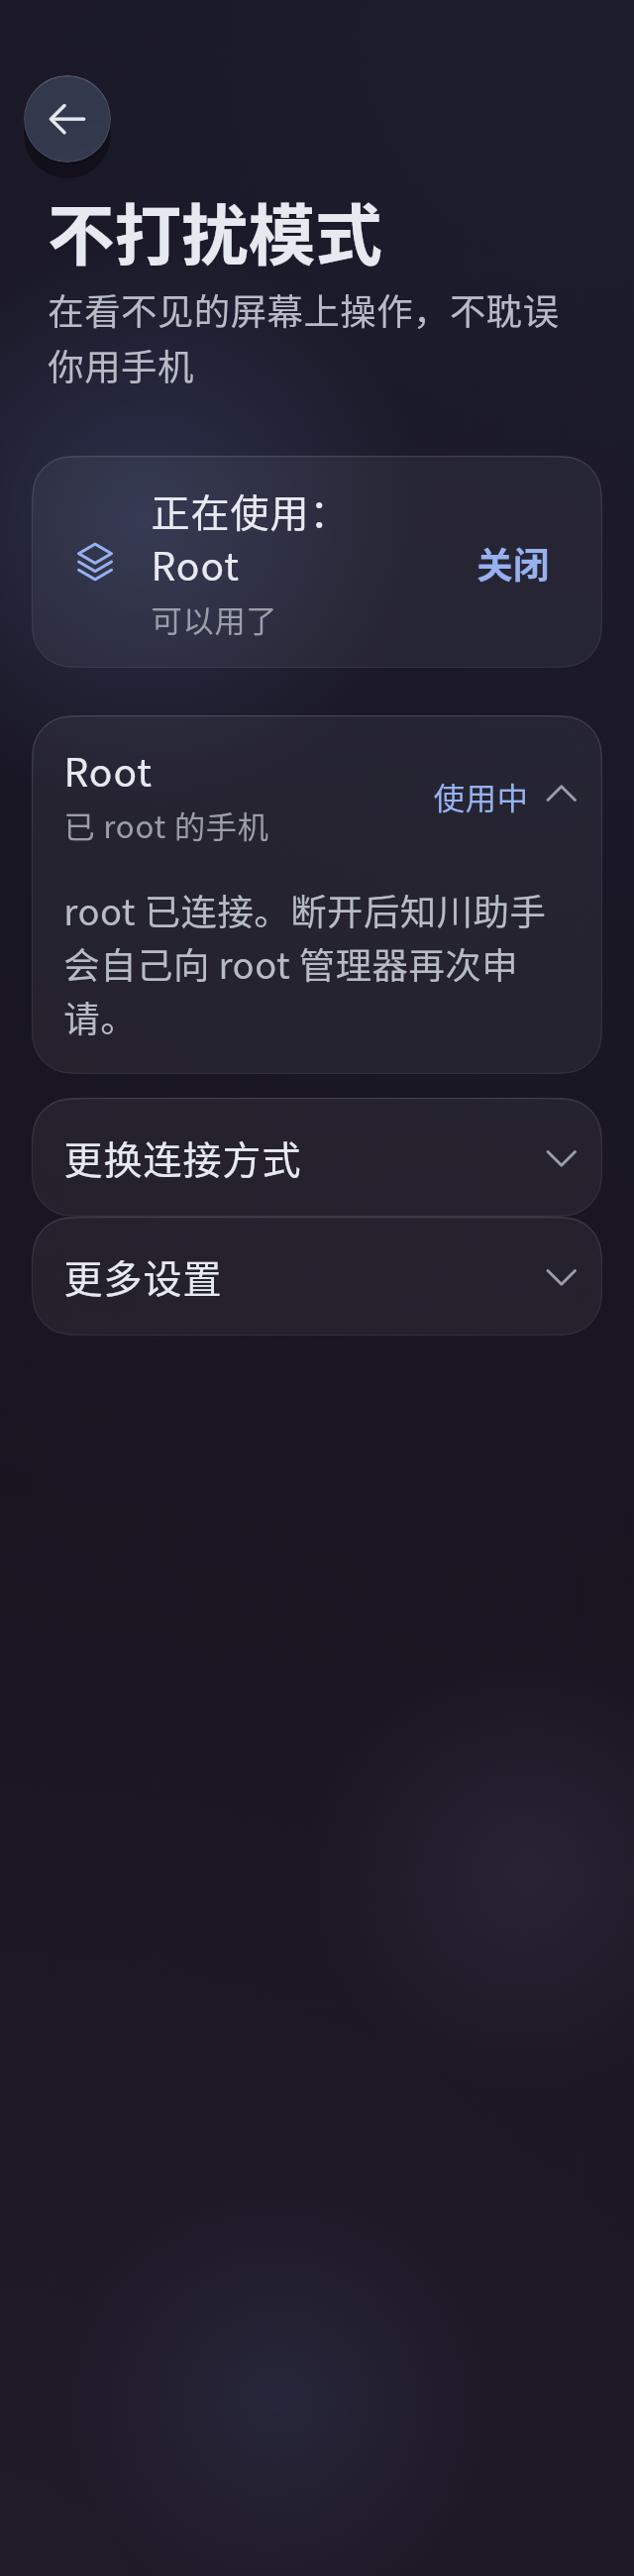 不打扰模式
在看不见的屏幕上操作，不耽误
你用手机
正在使用：
Root
可以用了
关闭
Root
已 root 的手机
使用中
root 已连接。断开后知川助手
会自己向 root 管理器再次申
请。
更换连接方式
更多设置